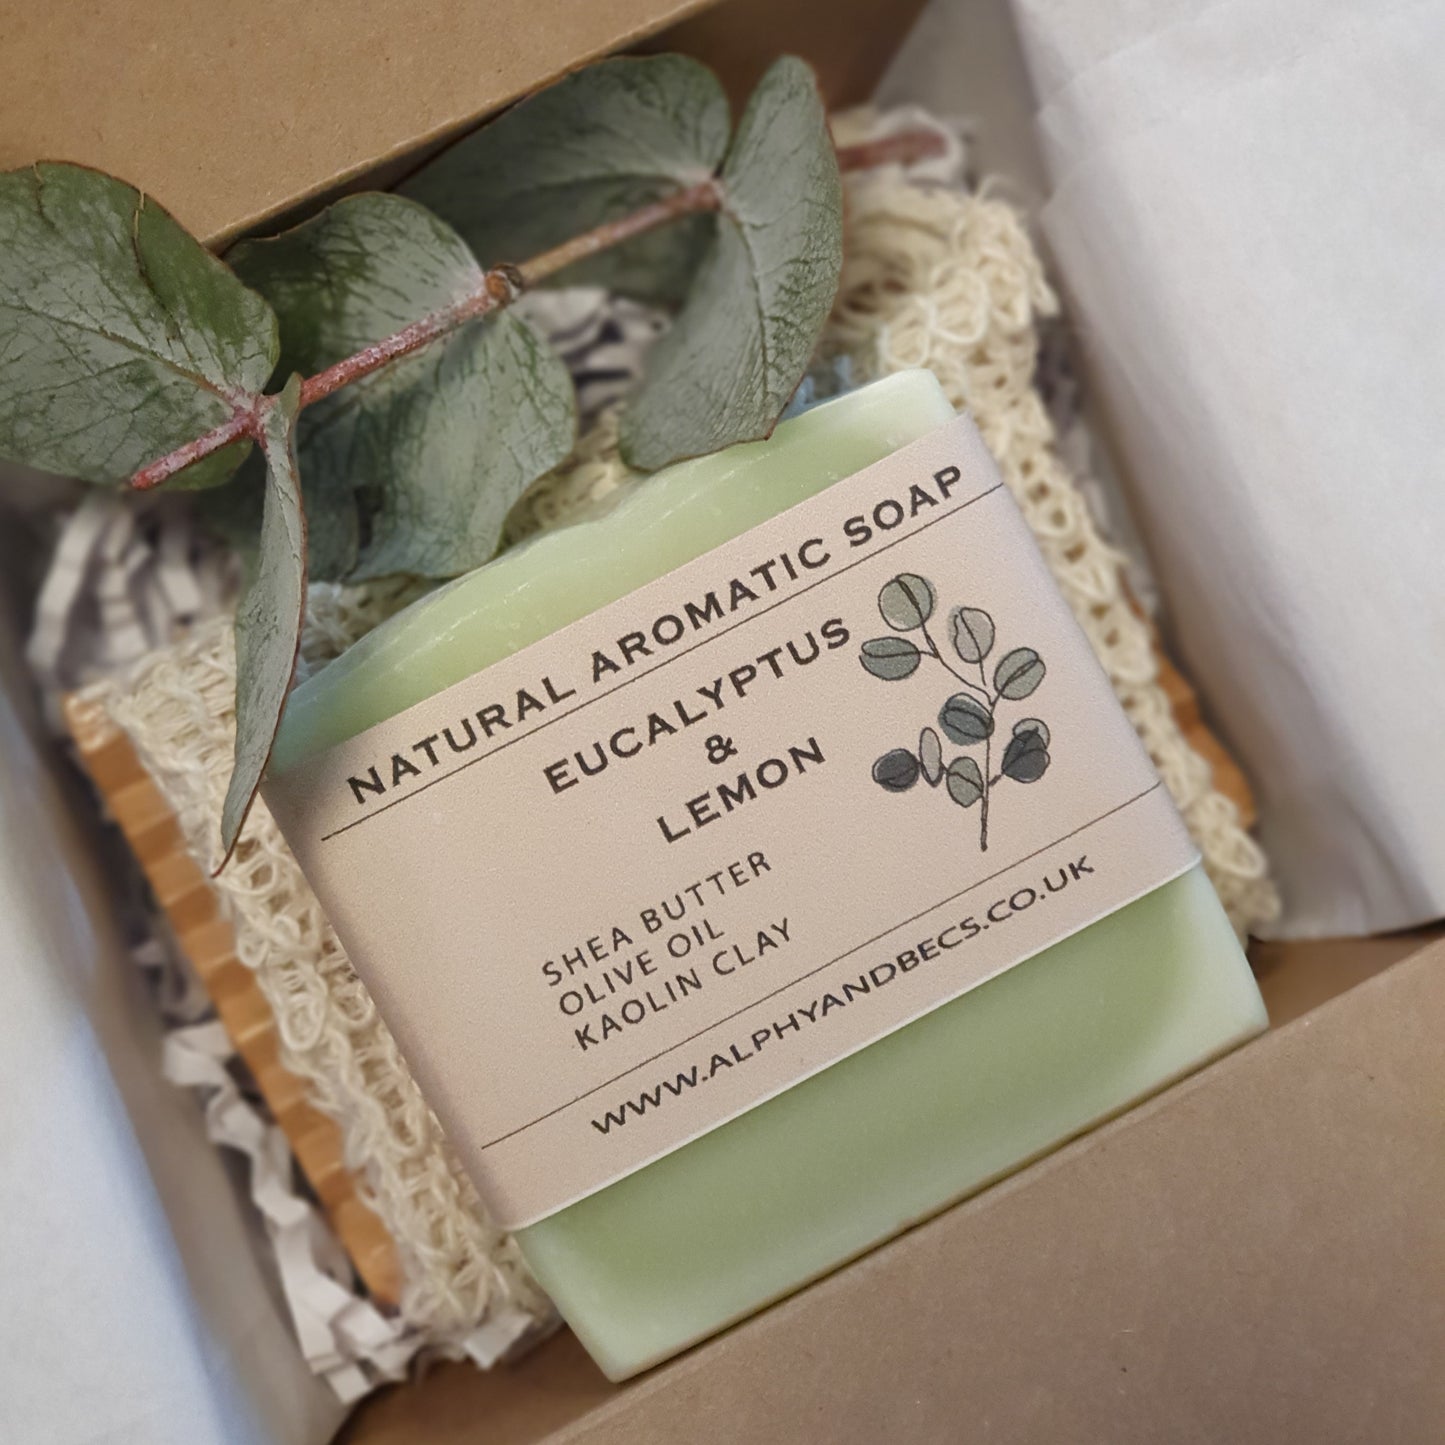 NATURAL AROMATIC SOAP
EUCALYPTUS
&
LEMON
SHEA BUTTER
OLIVE OIL
KAOLIN CLAY
WWW.ALPHYANDBECS.CO.UK